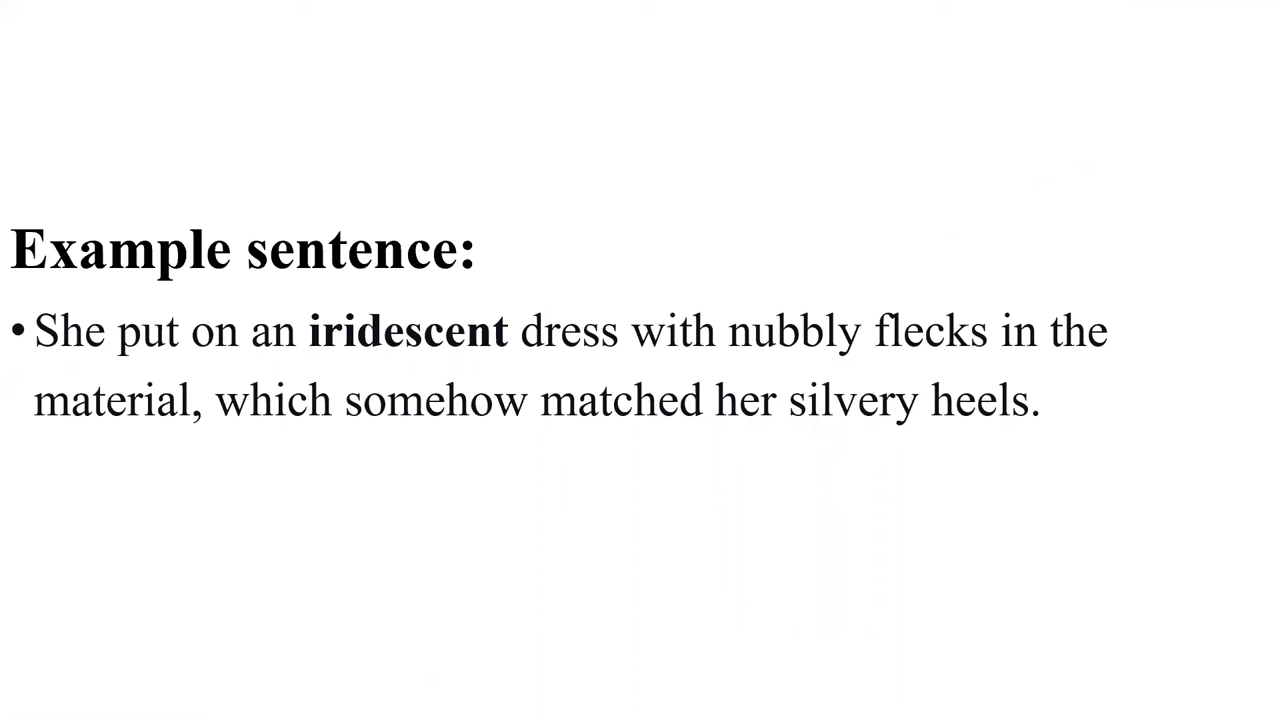 Example sentence:
• She put on an iridescent dress with nubbly flecks in the
material, which somehow matched her silvery heels.